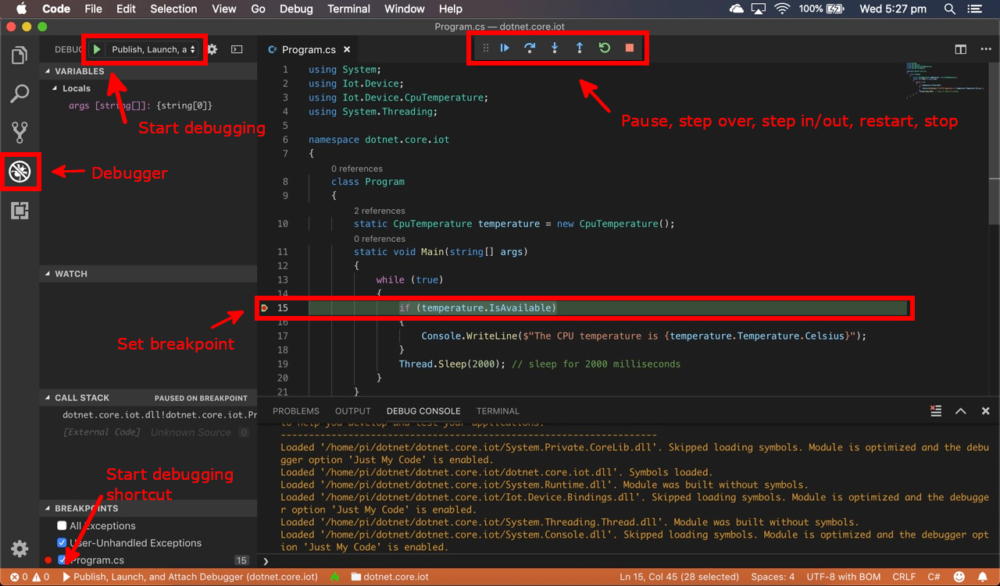 Code File Edit Selection View Go Debug Terminal Window Help 100% Wed 5:27 pm
Program.cs — dotnet.core.iot
DEBUG Publish, Launch, a
Program.cs
Pause, step over, step in/out, restart, stop
Start debugging
Debugger
Set breakpoint
Start debugging
shortcut
VARIABLES
Locals
args [string[]]: {string[0]}
WATCH
CALL STACK PAUSED ON BREAKPOINT
dotnet.core.iot.dll!dotnet.core.iot.Pr
[External Code] Unknown Source 0
BREAKPOINTS
All Exceptions
User-Unhandled Exceptions
Program.cs 15
1 using System;
2 using Iot.Device;
3 using Iot.Device.CpuTemperature;
4 using System.Threading;
5
6 namespace dotnet.core.iot
7 {
0 references
8 class Program
9 {
2 references
10 static CpuTemperature temperature = new CpuTemperature();
0 references
11 static void Main(string[] args)
12 {
13 while (true)
14 {
15 if (temperature.IsAvailable)
16 {
17 Console.WriteLine($"The CPU temperature is {temperature.Temperature.Celsius}");
18 }
19 Thread.Sleep(2000); // sleep for 2000 milliseconds
20 }
21 }
PROBLEMS OUTPUT DEBUG CONSOLE TERMINAL
to help you develop and test your applications.
-------------------------------------------------------------------
Loaded '/home/pi/dotnet/dotnet.core.iot/System.Private.CoreLib.dll'. Skipped loading symbols. Module is optimized and the debu
gger option 'Just My Code' is enabled.
Loaded '/home/pi/dotnet/dotnet.core.iot/dotnet.core.iot.dll'. Symbols loaded.
Loaded '/home/pi/dotnet/dotnet.core.iot/System.Runtime.dll'. Module was built without symbols.
Loaded '/home/pi/dotnet/dotnet.core.iot/Iot.Device.Bindings.dll'. Skipped loading symbols. Module is optimized and the debugge
r option 'Just My Code' is enabled.
Loaded '/home/pi/dotnet/dotnet.core.iot/System.Threading.Thread.dll'. Module was built without symbols.
Loaded '/home/pi/dotnet/dotnet.core.iot/System.Console.dll'. Skipped loading symbols. Module is optimized and the debugger opt
ion 'Just My Code' is enabled.
0 0 Publish, Launch, and Attach Debugger (dotnet.core.iot) dotnet.core.iot Ln 15, Col 45 (28 selected) Spaces: 4 UTF-8 with BOM CRLF C#